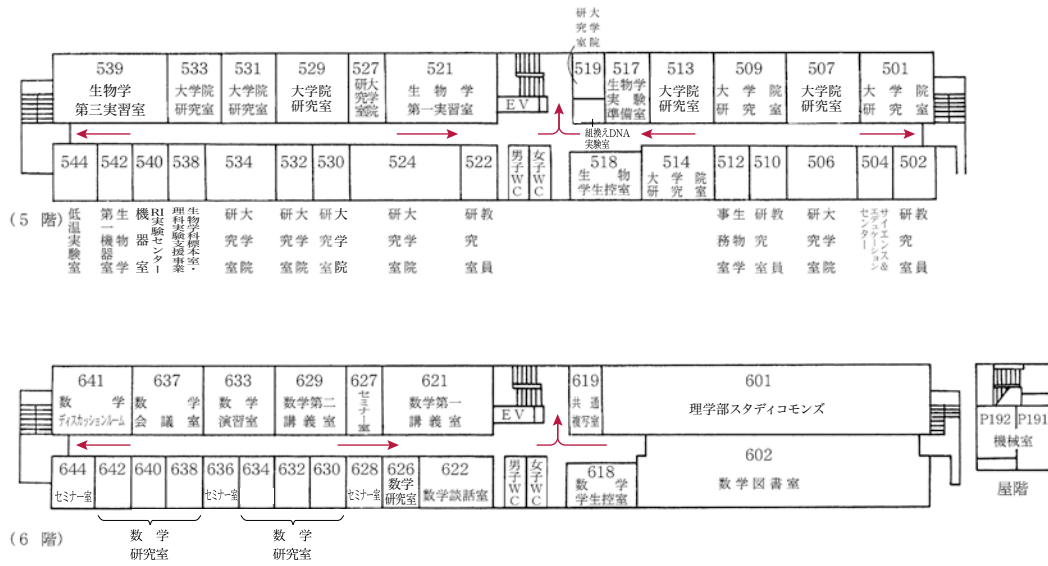 研究室
大学院
539
生物学
第三実習室
533
大学院
研究室
531
大学院
研究室
529
大学院
研究室
527
大学院
研究室
521
生物学
第一実習室
EV
519
517
生物学
実験
準備室
513
大学院
研究室
509
大学院
研究室
507
大学院
研究室
501
大学院
研究室
組換えDNA
実験室
544
542
540
538
534
532
530
524
522
男子WC
女子WC
518
生物
学生控室
514
大学院
研究室
512
510
506
504
502
(5 階)
低温実験室
生物学
第一機器室
RI実験センター
機器室
生物学科標本室・
理科実験支援事業
大学院
研究室
大学院
研究室
大学院
研究室
大学院
研究室
教員
研究室
生物学
事務室
教員
研究室
大学院
研究室
サイエンス&
エデュケーション
センター
教員
研究室
641
数学
ディスカッションルーム
637
数学
会議室
633
数学
演習室
629
数学第二
講義室
627
セミナー室
621
数学第一
講義室
EV
619
共通
複写室
601
理学部スタディコモンズ
P192
P191
機械室
屋階
644
セミナー室
642
640
638
636
セミナー室
634
632
630
628
セミナー室
626
数学
研究室
622
数学談話室
男子WC
女子WC
618
数学
学生控室
602
数学図書室
(6 階)
数学
研究室
数学
研究室